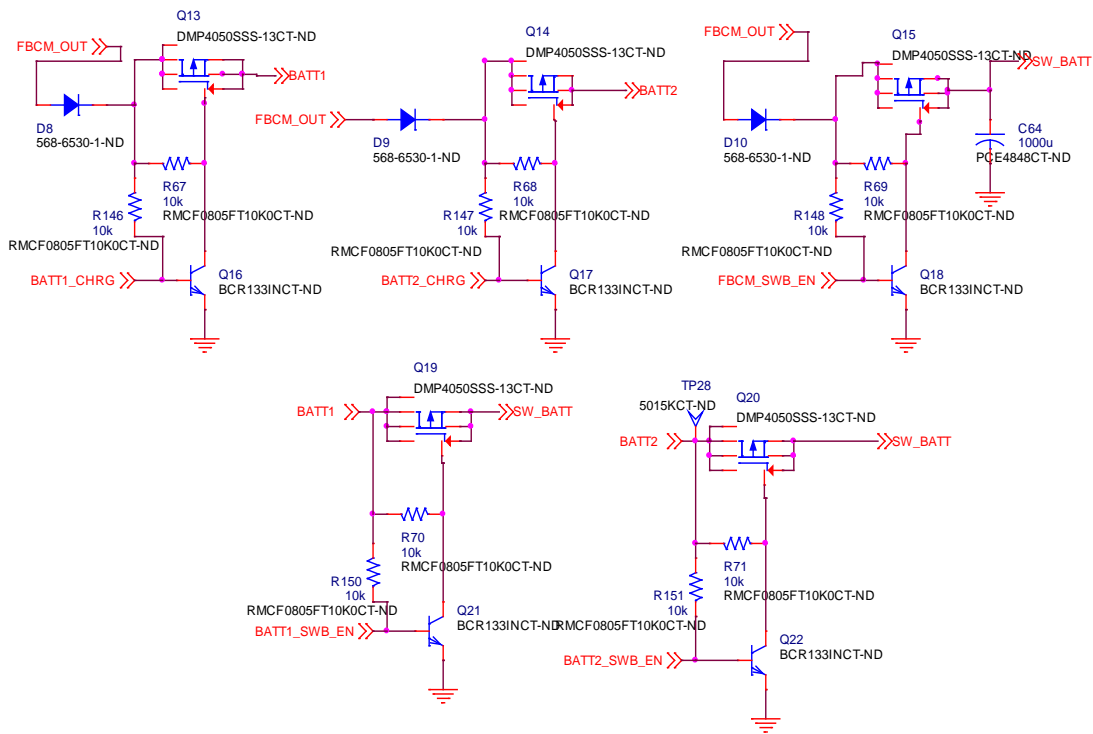 Q13
DMP4050SSS-13CT-ND
FBCM_OUT
BATT1
D8
568-6530-1-ND
R67
10k
RMCF0805FT10K0CT-ND
R146
10k
RMCF0805FT10K0CT-ND
BATT1_CHRG
Q16
BCR133INCT-ND
Q14
DMP4050SSS-13CT-ND
BATT2
FBCM_OUT
D9
568-6530-1-ND
R68
10k
RMCF0805FT10K0CT-ND
R147
10k
RMCF0805FT10K0CT-ND
BATT2_CHRG
Q17
BCR133INCT-ND
FBCM_OUT
Q15
DMP4050SSS-13CT-ND
SW_BATT
C64
1000u
PCE4848CT-ND
D10
568-6530-1-ND
R69
10k
RMCF0805FT10K0CT-ND
R148
10k
RMCF0805FT10K0CT-ND
FBCM_SWB_EN
Q18
BCR133INCT-ND
Q19
DMP4050SSS-13CT-ND
BATT1
SW_BATT
R70
10k
RMCF0805FT10K0CT-ND
R150
10k
RMCF0805FT10K0CT-ND
BATT1_SWB_EN
Q21
BCR133INCT-ND
TP28
5015KCT-ND
Q20
DMP4050SSS-13CT-ND
BATT2
SW_BATT
R71
10k
RMCF0805FT10K0CT-ND
R151
10k
RMCF0805FT10K0CT-ND
BATT2_SWB_EN
Q22
BCR133INCT-ND